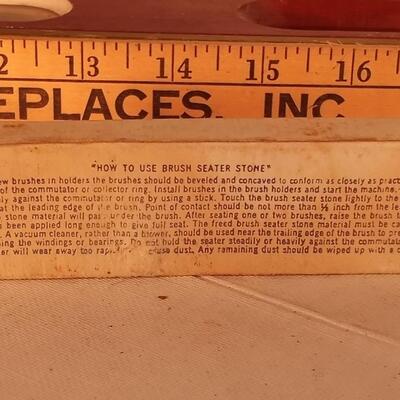 2 13 14 15 16
EPLACES, INC
"HOW TO USE BRUSH SEATER STONE"
ew brushes in holders the brushes should be beveled and concaved to conform as closely as pract
of the commutator or collector ring. Install brushes in the brush holders and start the machine.
ly against the commutator or ring by using a stick. Touch the brush seater stone lightly to the
at the leading edge of the brush. Point of contact should be not more than inch from the
stone material will pass under the brush. After seating one or two brushes, raise the brush t
been applied long enough to give full seat. The freed brush seater stone material must be ca
. A vacuum cleaner, rather than a blower, should be used near the trailing edge of the brush to pre
ing the windings or bearings. Do not hold the seater steadily or heavily against the commutat
er will wear away too dust. Any remaining dust should be wiped up with a c